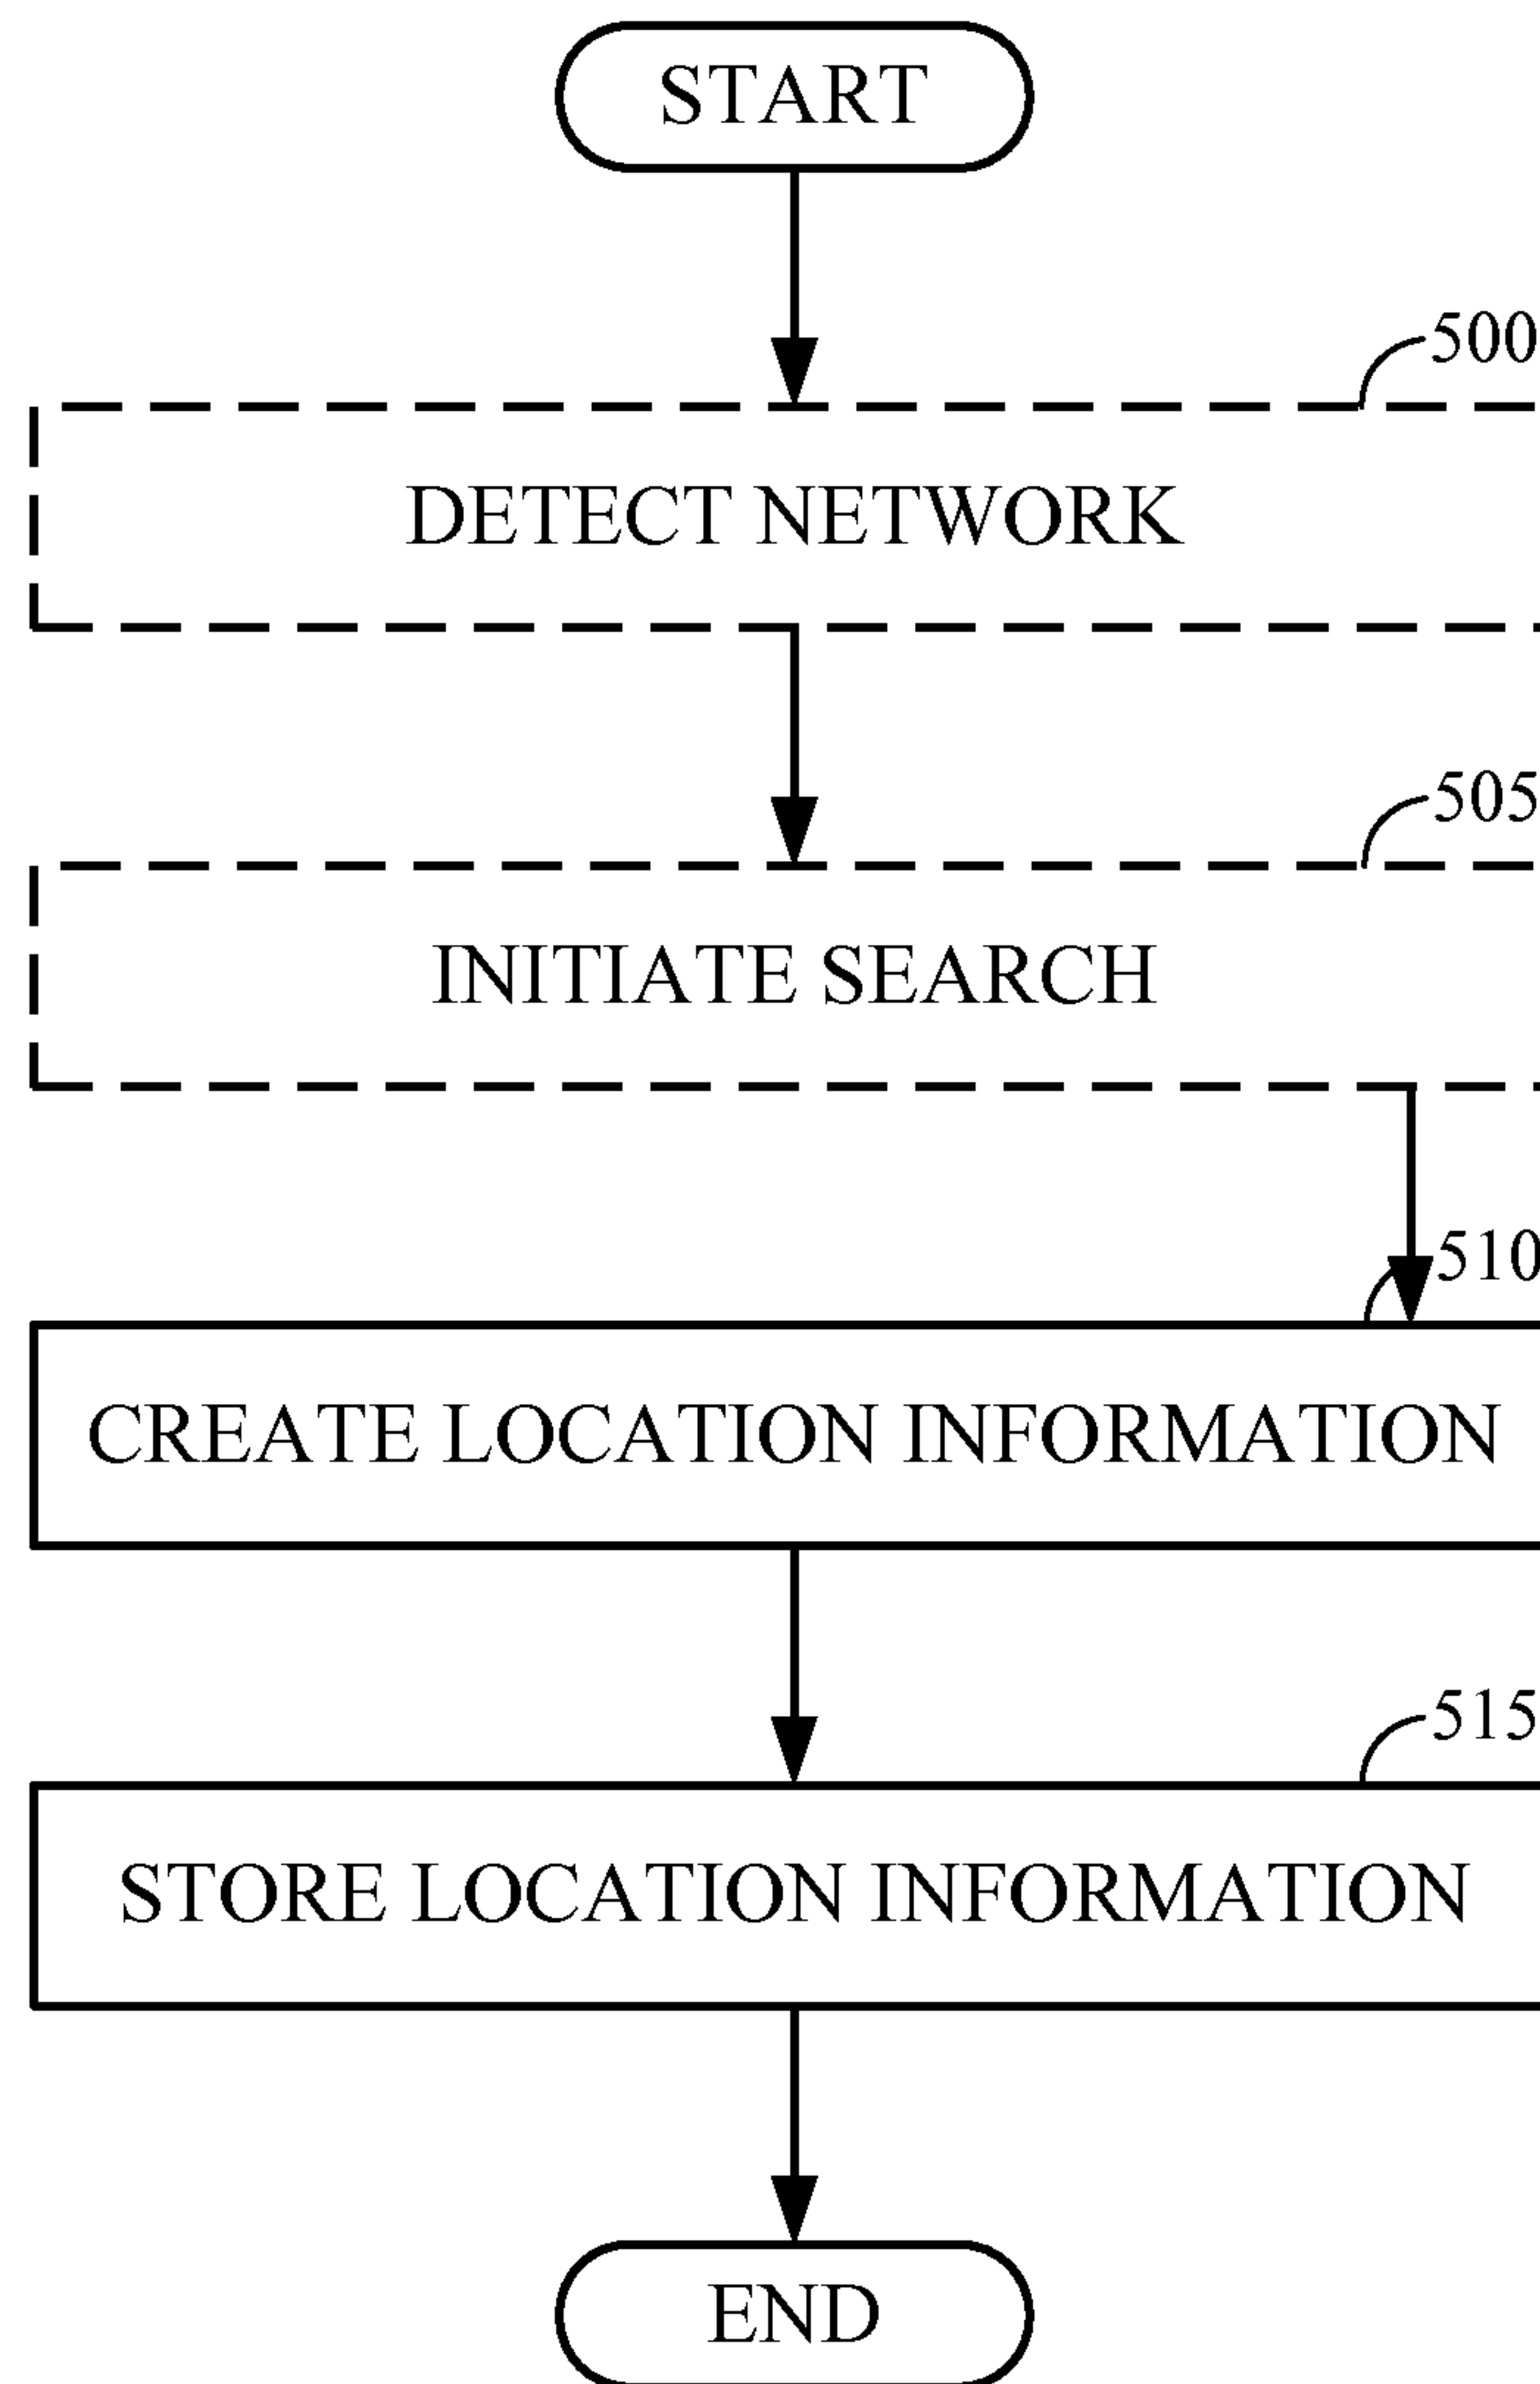 START
500
DETECT NETWORK
505
INITIATE SEARCH
510
CREATE LOCATION INFORMATION
515
STORE LOCATION INFORMATION
END